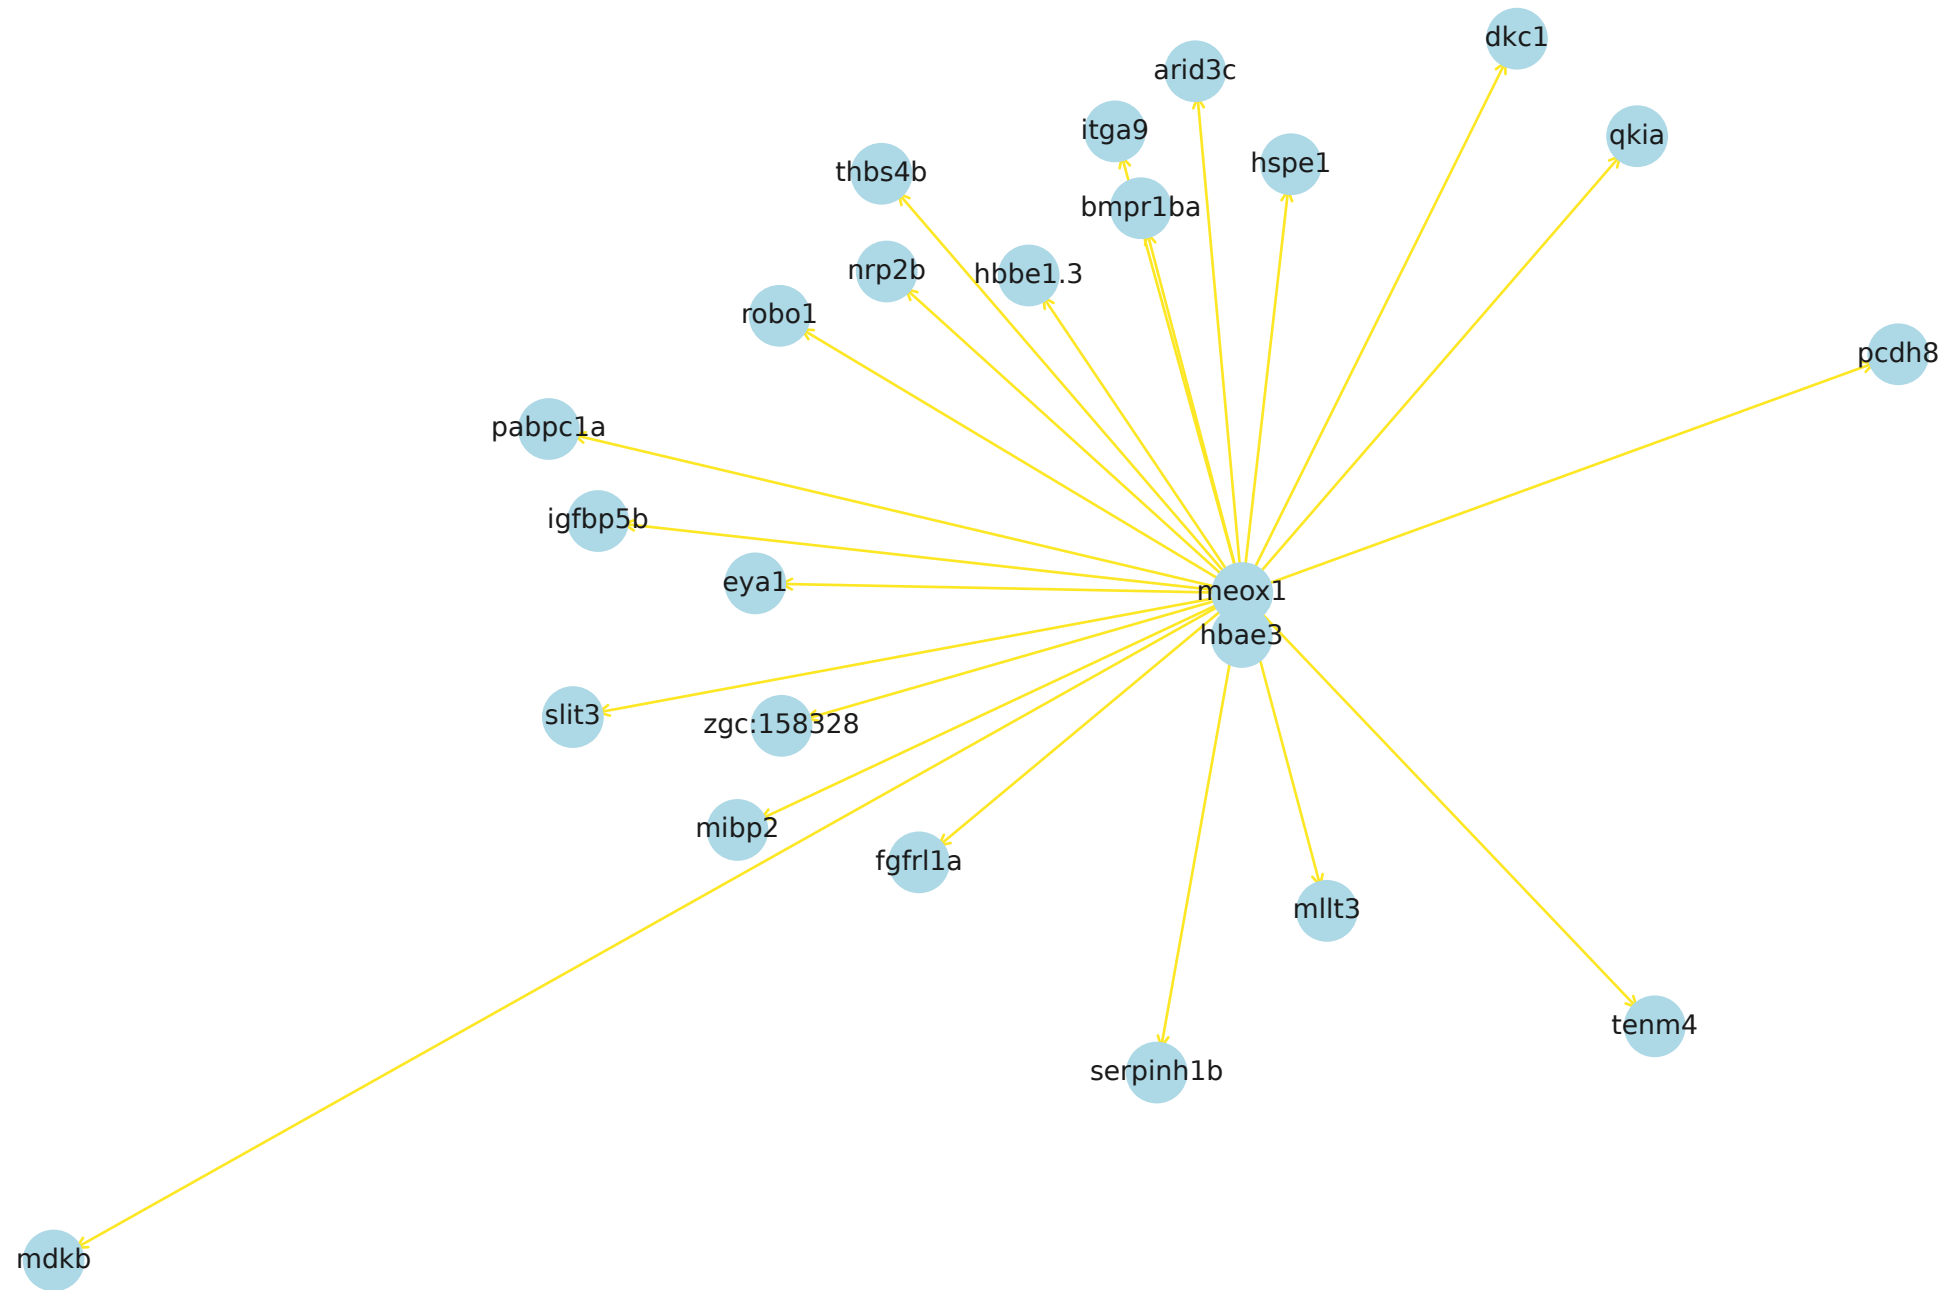 dkc1
arid3c
itga9
qkia
hspe1
thbs4b
bmpr1ba
nrp2b
hbbe1.3
robo1
pcdh8
pabpc1a
igfbp5b
eya1
meox1
hbae3
slit3
zgc:158328
mibp2
fgfrl1a
mllt3
tenm4
serpinh1b
mdkb